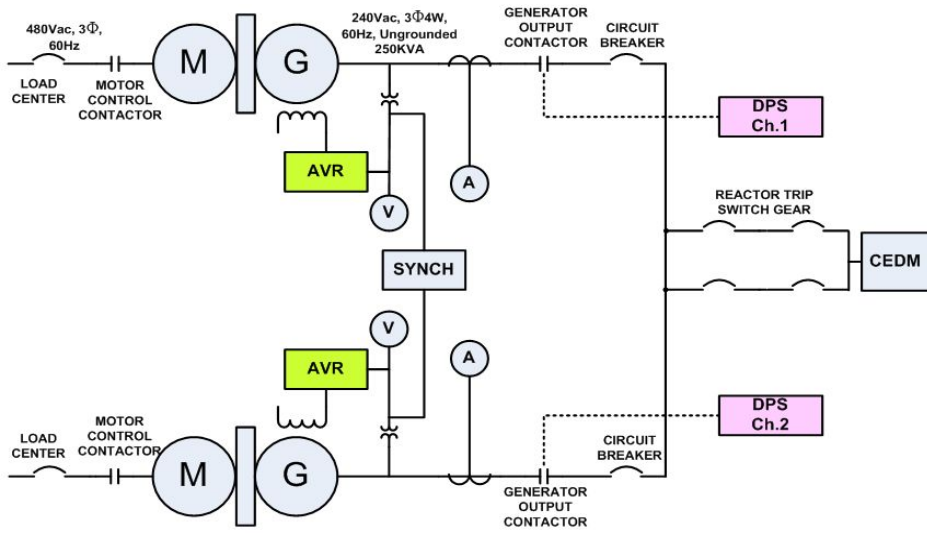 480Vac, 3Φ,
60Hz
LOAD
CENTER
MOTOR
CONTROL
CONTACTOR
M
G
240Vac, 3Φ4W,
60Hz, Ungrounded
250KVA
GENERATOR
OUTPUT
CONTACTOR
CIRCUIT
BREAKER
DPS
Ch.1
AVR
V
A
REACTOR TRIP
SWITCH GEAR
SYNCH
CEDM
V
A
AVR
DPS
Ch.2
LOAD
CENTER
MOTOR
CONTROL
CONTACTOR
M
G
CIRCUIT
BREAKER
GENERATOR
OUTPUT
CONTACTOR